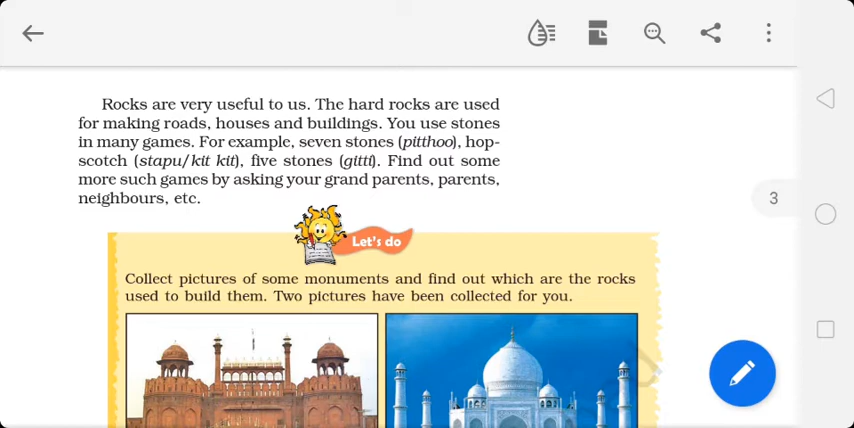 Rocks are very useful to us. The hard rocks are used
for making roads, houses and buildings. You use stones
in many games. For example, seven stones (pitthoo), hop-
scotch (stapu/kit kit), five stones (gitti). Find out some
more such games by asking your grand parents, parents,
neighbours, etc.
3
Let's do
Collect pictures of some monuments and find out which are the rocks
used to build them. Two pictures have been collected for you.